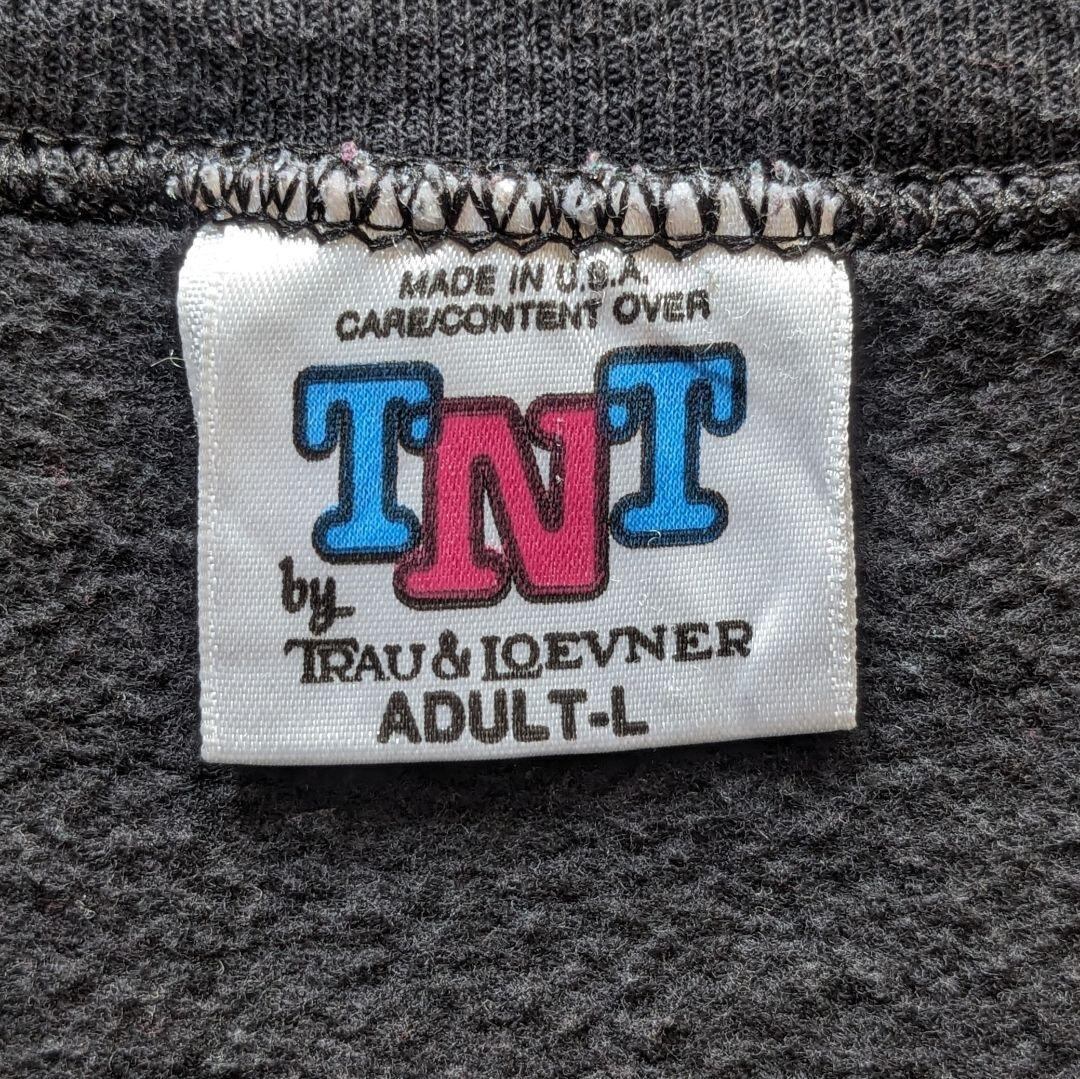 MADE IN U.S.A.
CARE/CONTENT OVER
TNT
by
TRAU & LOEVNER
ADULT-L